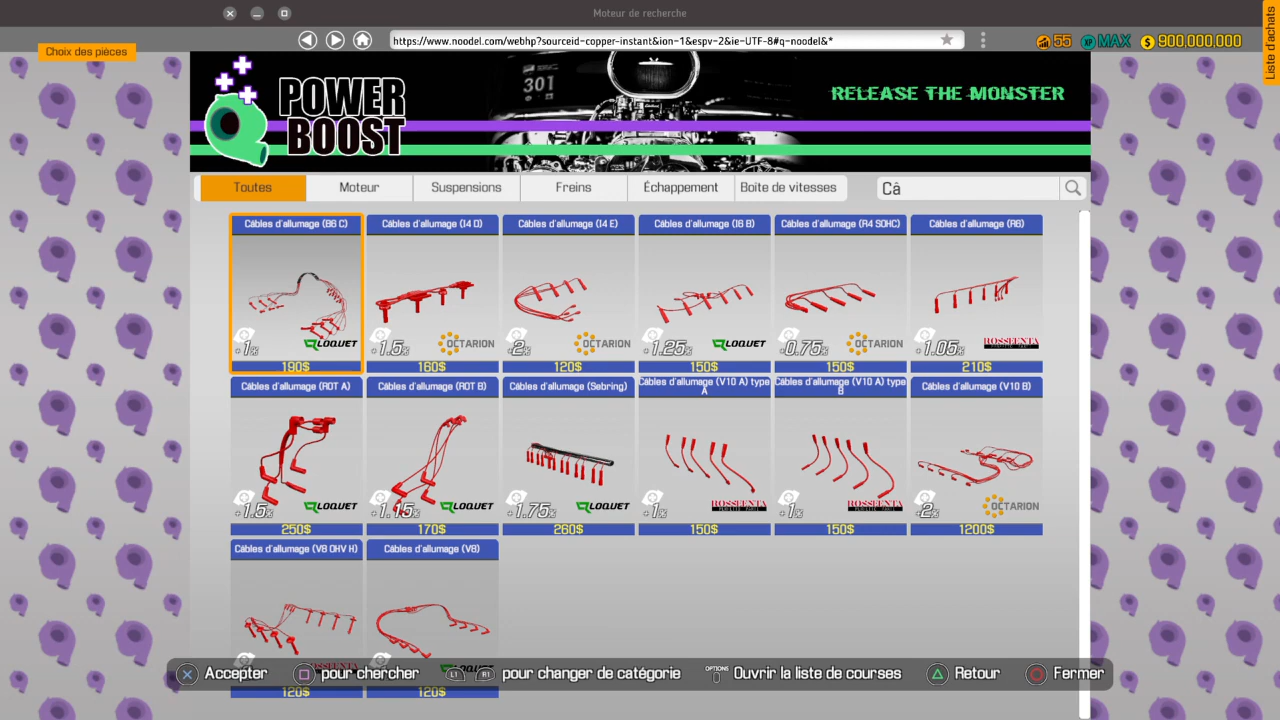 Moteur de recherche
Choix des pièces
https://www.noodel.com/webhp?sourceid-copper-instant&ion-1&espv-2&ie-UTF-8#q-noodel&*
55
XP MAX
$ 900,000,000
Liste d'achats
301
POWER
BOOST
RELEASE THE MONSTER
Toutes
Moteur
Suspensions
Freins
Échappement
Boîte de vitesses
Câ
Câbles d'allumage (B6 C)
+1%
LOQUET
190$
Câbles d'allumage (I4 D)
+1.5%
OCTARION
160$
Câbles d'allumage (I4 E)
+2%
OCTARION
120$
Câbles d'allumage (I6 B)
+1.25%
LOQUET
150$
Câbles d'allumage (R4 SOHC)
+0.75%
OCTARION
150$
Câbles d'allumage (R6)
+1.05%
ROSSFENTA
210$
Câbles d'allumage (ROT A)
+1.5%
LOQUET
250$
Câbles d'allumage (ROT B)
+1.15%
LOQUET
170$
Câbles d'allumage (Sebring)
+1.75%
LOQUET
260$
Câbles d'allumage (V10 A) type
A
+1%
ROSSFENTA
150$
Câbles d'allumage (V10 A) type
B
+1%
ROSSFENTA
150$
Câbles d'allumage (V10 B)
+2%
OCTARION
1200$
Câbles d'allumage (V8 OHV H)
120$
Câbles d'allumage (V8)
120$
Accepter
pour chercher
L1
R1
pour changer de catégorie
OPTIONS
Ouvrir la liste de courses
Retour
Fermer